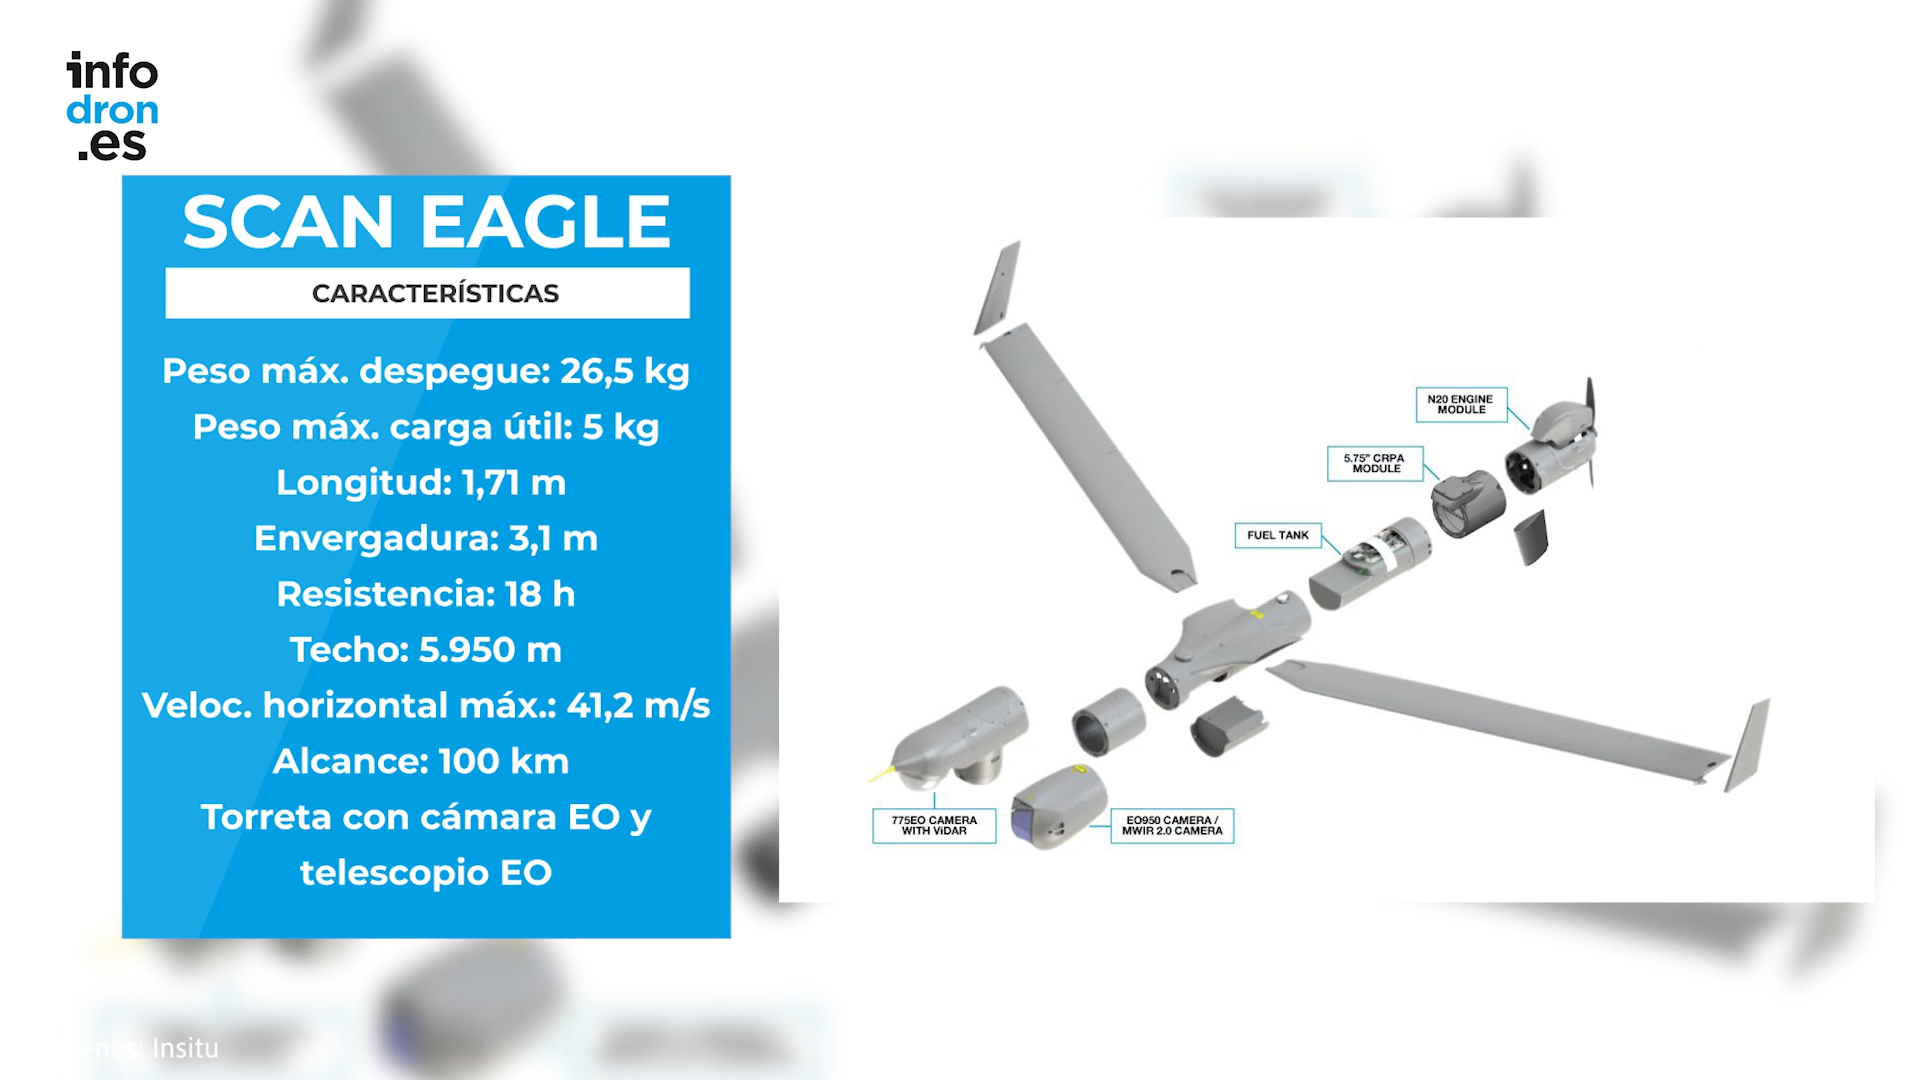 info
dron
.es
SCAN EAGLE
CARACTERÍSTICAS
Peso máx. despegue: 26,5 kg
Peso máx. carga útil: 5 kg
Longitud: 1,71 m
Envergadura: 3,1 m
Resistencia: 18 h
Techo: 5.950 m
Veloc. horizontal máx.: 41,2 m/s
Alcance: 100 km
Torreta con cámara EO y
telescopio EO
N20 ENGINE
MODULE
5.75" CRPA
MODULE
FUEL TANK
775EO CAMERA
WITH ViDAR
EO950 CAMERA /
MWIR 2.0 CAMERA
Insitu